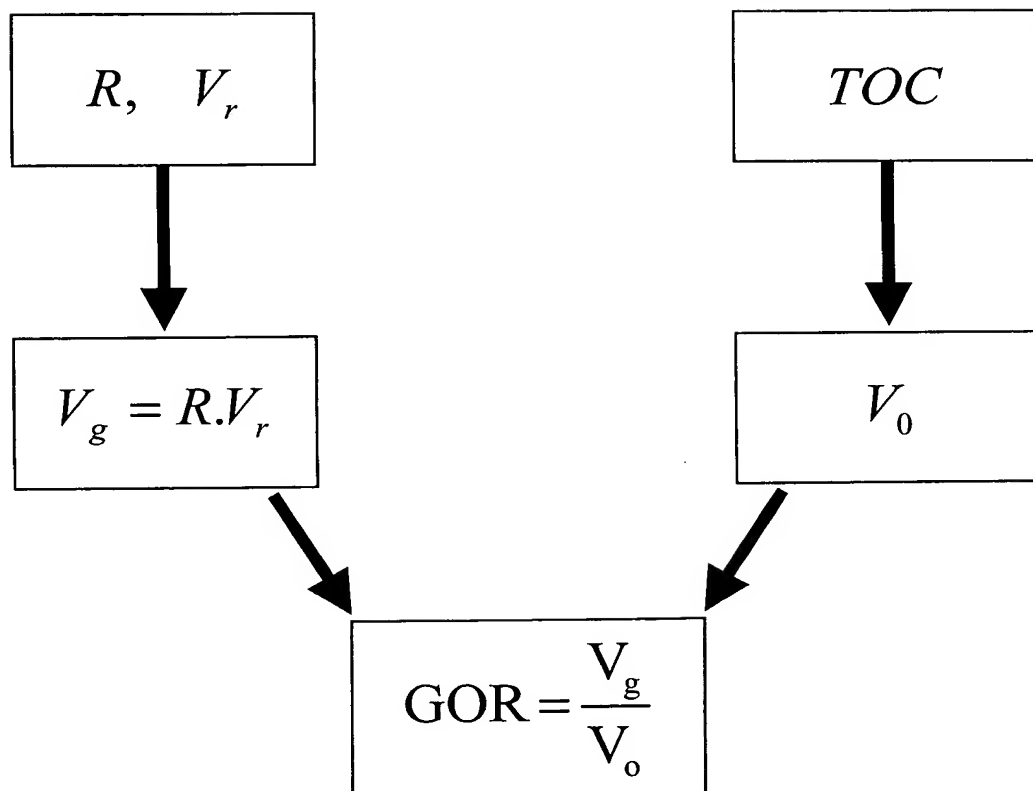 R, V_r
TOC
V_g = R.V_r
V_0
GOR = V_g / V_o